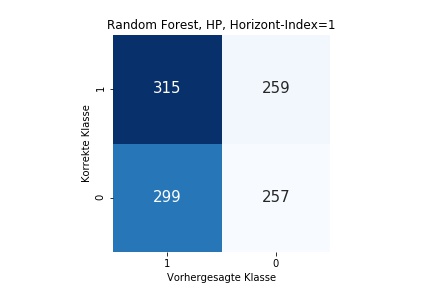 Random Forest, HP, Horizont-Index=1
Korrekte Klasse
1
315
259
0
299
257
1
0
Vorhergesagte Klasse